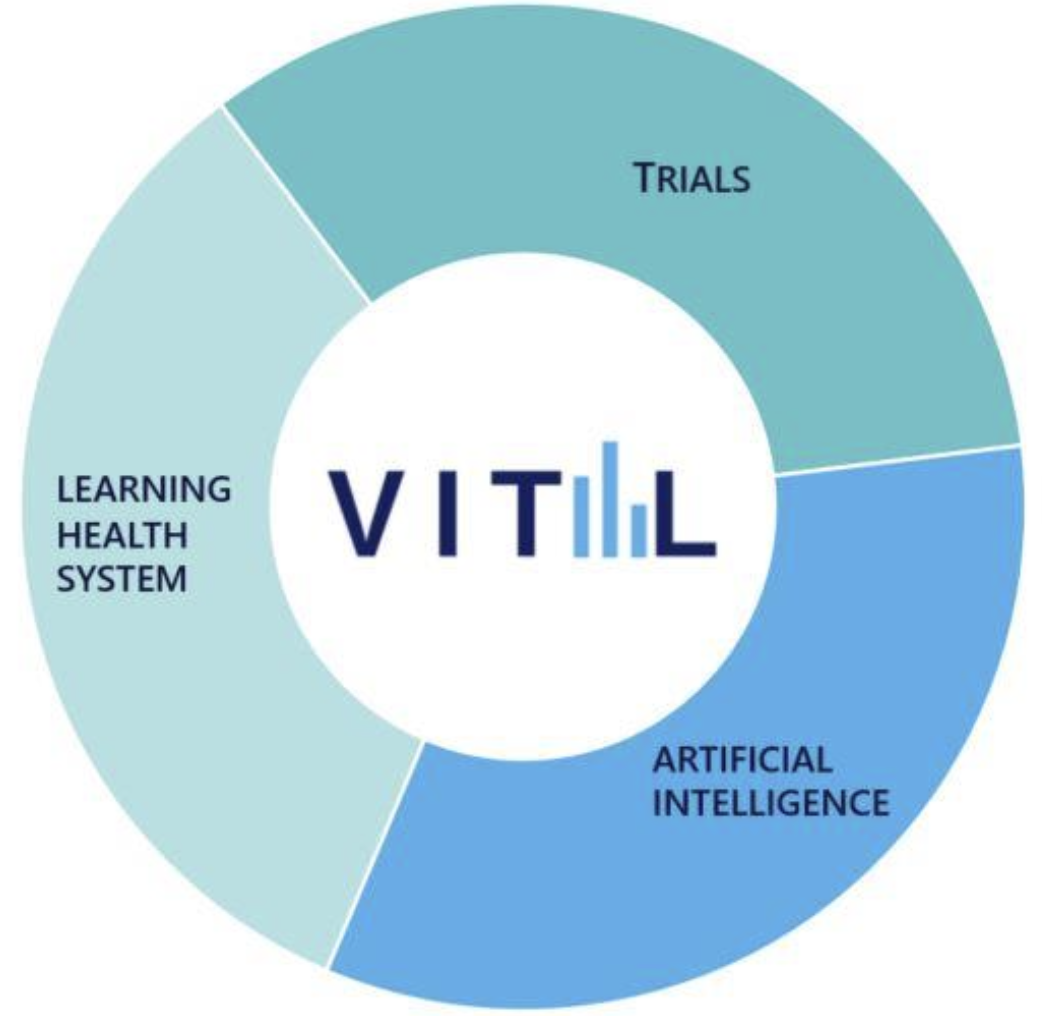 TRIALS
LEARNING
HEALTH
SYSTEM
VITAL
ARTIFICIAL
INTELLIGENCE